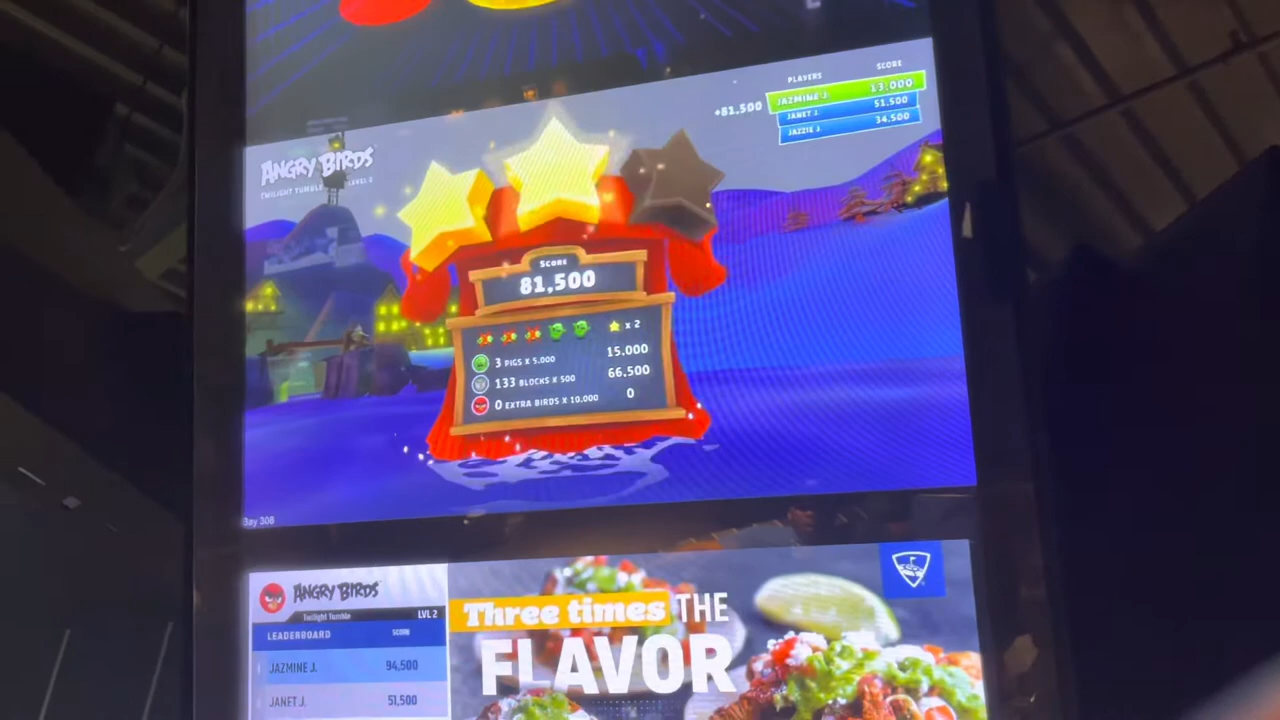 PLAYERS SCORE
+81.500 JAZMINE J. 13.000
JANET J. 51.500
JAZZIE J. 34.500
ANGRY BIRDS
TWILIGHT TUMBLE LEVEL 2
SCORE
81,500
x 2
3 PIGS X 5.000 15.000
133 BLOCKS X 500 66.500
0 EXTRA BIRDS X 10.000 0
Bay 308
ANGRY BIRDS
Twilight Tumble LVL 2
LEADERBOARD SCORE
JAZMINE J. 94,500
JANET J. 51,500
Three times THE
FLAVOR